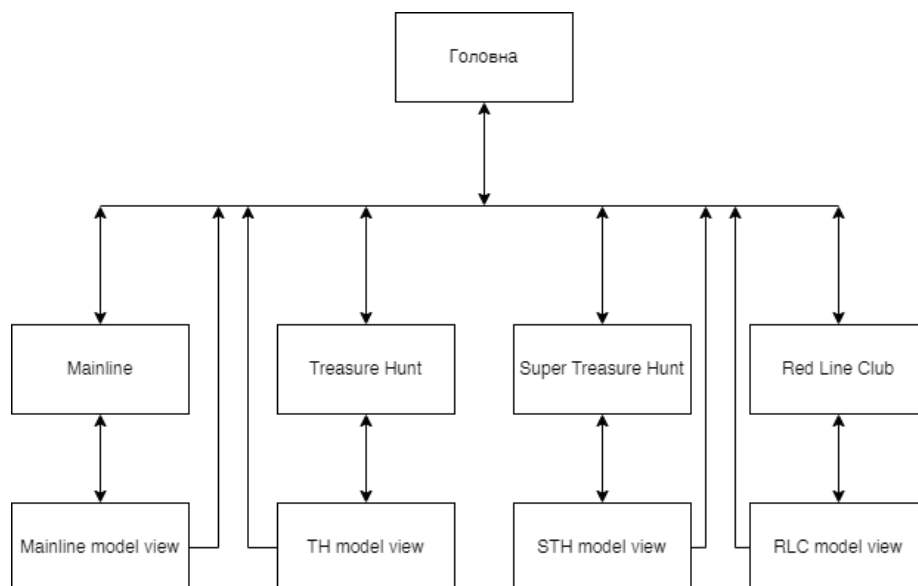 Головна
Mainline
Treasure Hunt
Super Treasure Hunt
Red Line Club
Mainline model view
TH model view
STH model view
RLC model view